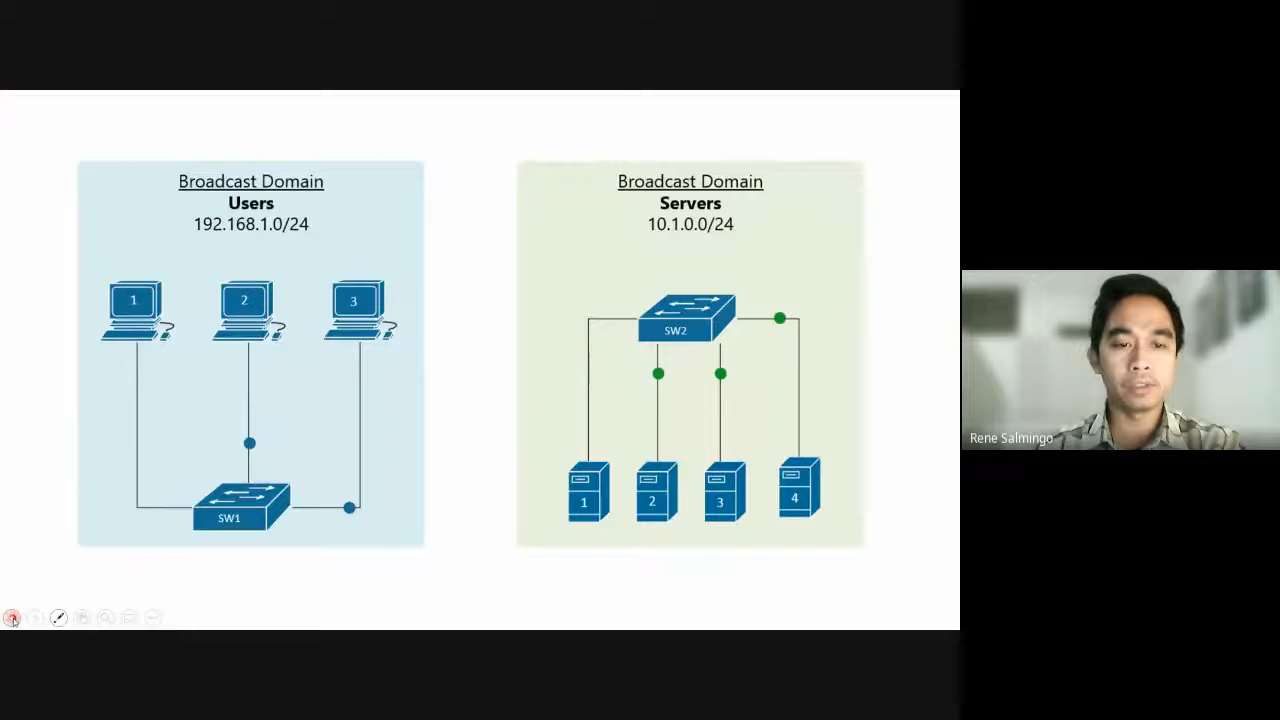 Broadcast Domain
Users
192.168.1.0/24
1
2
3
SW1
Broadcast Domain
Servers
10.1.0.0/24
SW2
1
2
3
4
Rene Salmingo